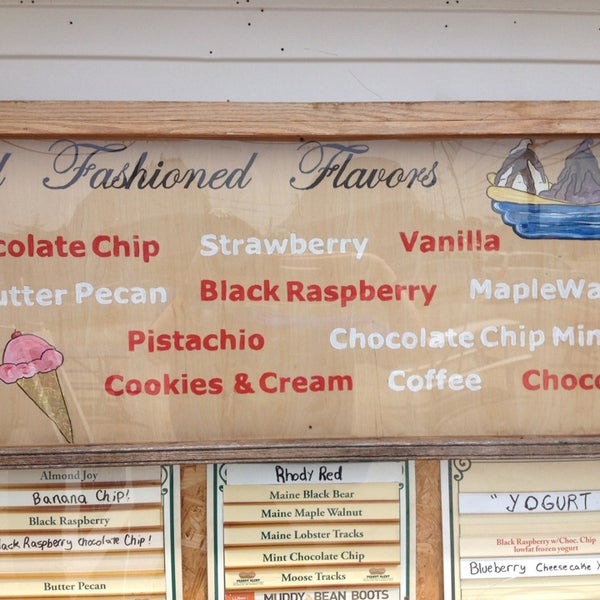 d Fashioned Flavors
colate Chip Strawberry Vanilla
utter Pecan Black Raspberry MapleWa
Pistachio Chocolate Chip Min
Cookies & Cream Coffee Choco
Almond Joy
Banana Chip!
Black Raspberry
lack Raspberry Chocolate Chip!
Butter Pecan
Rhody Red
Maine Black Bear
Maine Maple Walnut
Maine Lobster Tracks
Mint Chocolate Chip
Moose Tracks
MUDDY BEAN BOOTS
"YOGURT
Black Raspberry w/Choc. Chip
lowfat frozen yogurt
Blueberry Cheesecake Y